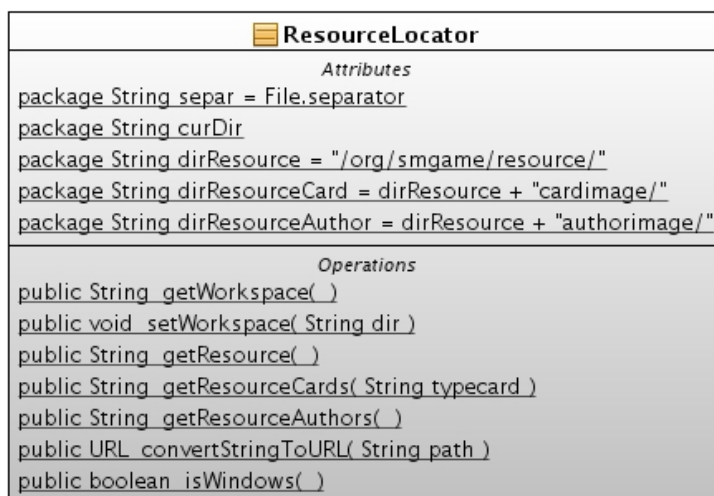 ResourceLocator
Attributes
package String separ = File.separator
package String curDir
package String dirResource = "/org/smgame/resource/"
package String dirResourceCard = dirResource + "cardimage/"
package String dirResourceAuthor = dirResource + "authorimage/"
Operations
public String getWorkspace( )
public void setWorkspace( String dir )
public String getResource( )
public String getResourceCards( String typecard )
public String getResourceAuthors( )
public URL convertStringToURL( String path )
public boolean isWindows( )